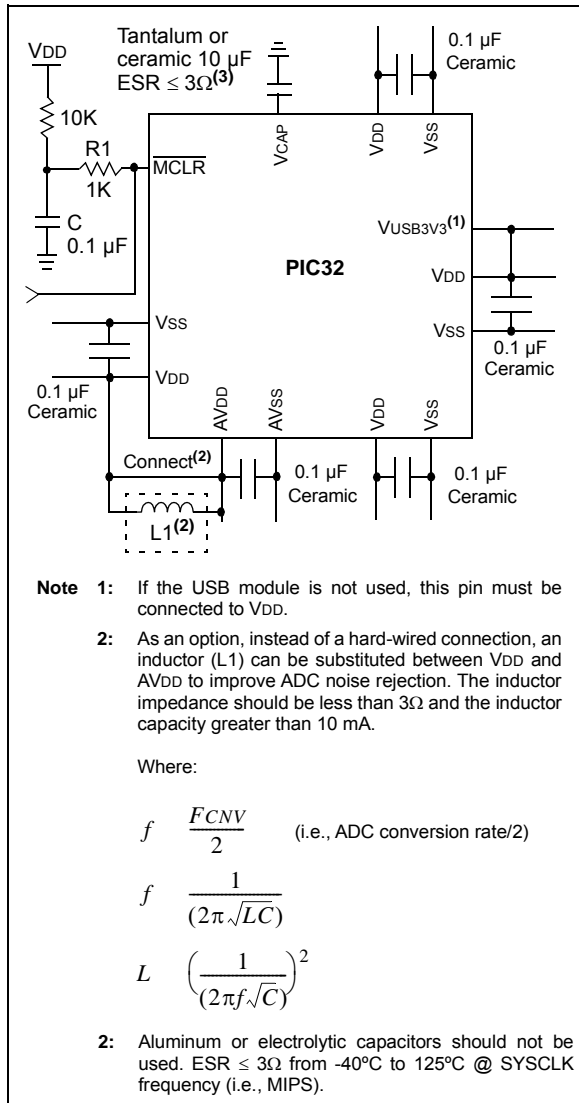 VDD
Tantalum or
ceramic 10 µF
ESR ≤ 3Ω(3)
0.1 µF
Ceramic
10K
R1
1K
MCLR
VCAP
VDD
VSS
C
0.1 µF
VUSB3V3(1)
PIC32
VDD
VSS
VSS
VDD
0.1 µF
Ceramic
0.1 µF
Ceramic
AVDD
AVSS
VDD
VSS
Connect(2)
0.1 µF
Ceramic
0.1 µF
Ceramic
L1(2)
Note 1: If the USB module is not used, this pin must be
connected to VDD.
2: As an option, instead of a hard-wired connection, an
inductor (L1) can be substituted between VDD and
AVDD to improve ADC noise rejection. The inductor
impedance should be less than 3Ω and the inductor
capacity greater than 10 mA.
Where:
f FCNV/2 (i.e., ADC conversion rate/2)
f 1/(2π√LC)
L (1/(2πf√C))²
2: Aluminum or electrolytic capacitors should not be
used. ESR ≤ 3Ω from -40ºC to 125ºC @ SYSCLK
frequency (i.e., MIPS).